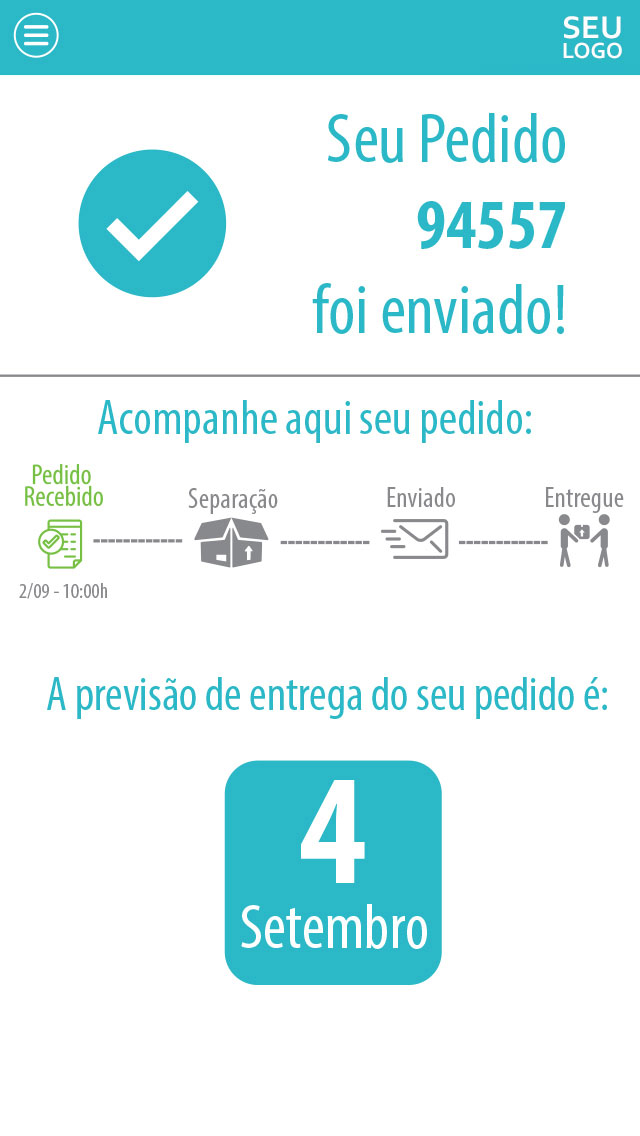 SEU
LOGO
Seu Pedido
94557
foi enviado!
Acompanhe aqui seu pedido:
Pedido
Recebido
Separação
Enviado
Entregue
2/09 - 10:00h
A previsão de entrega do seu pedido é:
4
Setembro